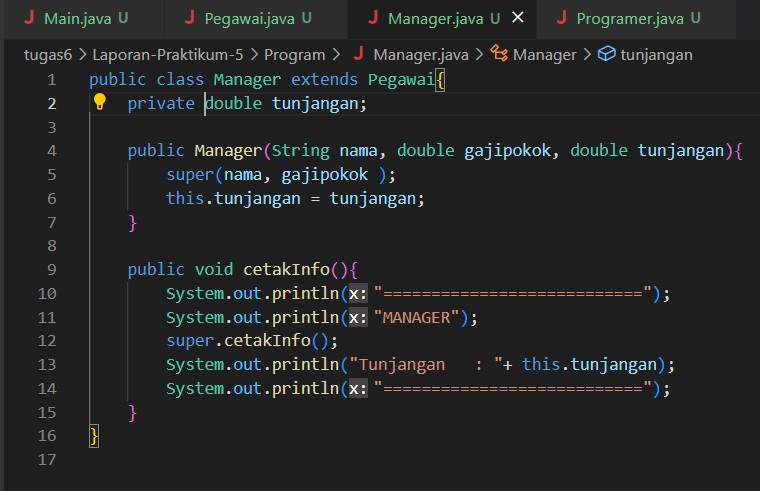 J Main.java U J Pegawai.java U J Manager.java U × J Programer.java U
tugas6 > Laporan-Praktikum-5 > Program > J Manager.java > Manager > tunjangan
1 public class Manager extends Pegawai{
2 private double tunjangan;
3
4 public Manager(String nama, double gajipokok, double tunjangan){
5 super(nama, gajipokok );
6 this.tunjangan = tunjangan;
7 }
8
9 public void cetakInfo(){
10 System.out.println(x: "===========================");
11 System.out.println(x: "MANAGER");
12 super.cetakInfo();
13 System.out.println("Tunjangan   : "+ this.tunjangan);
14 System.out.println(x: "===========================");
15 }
16 }
17